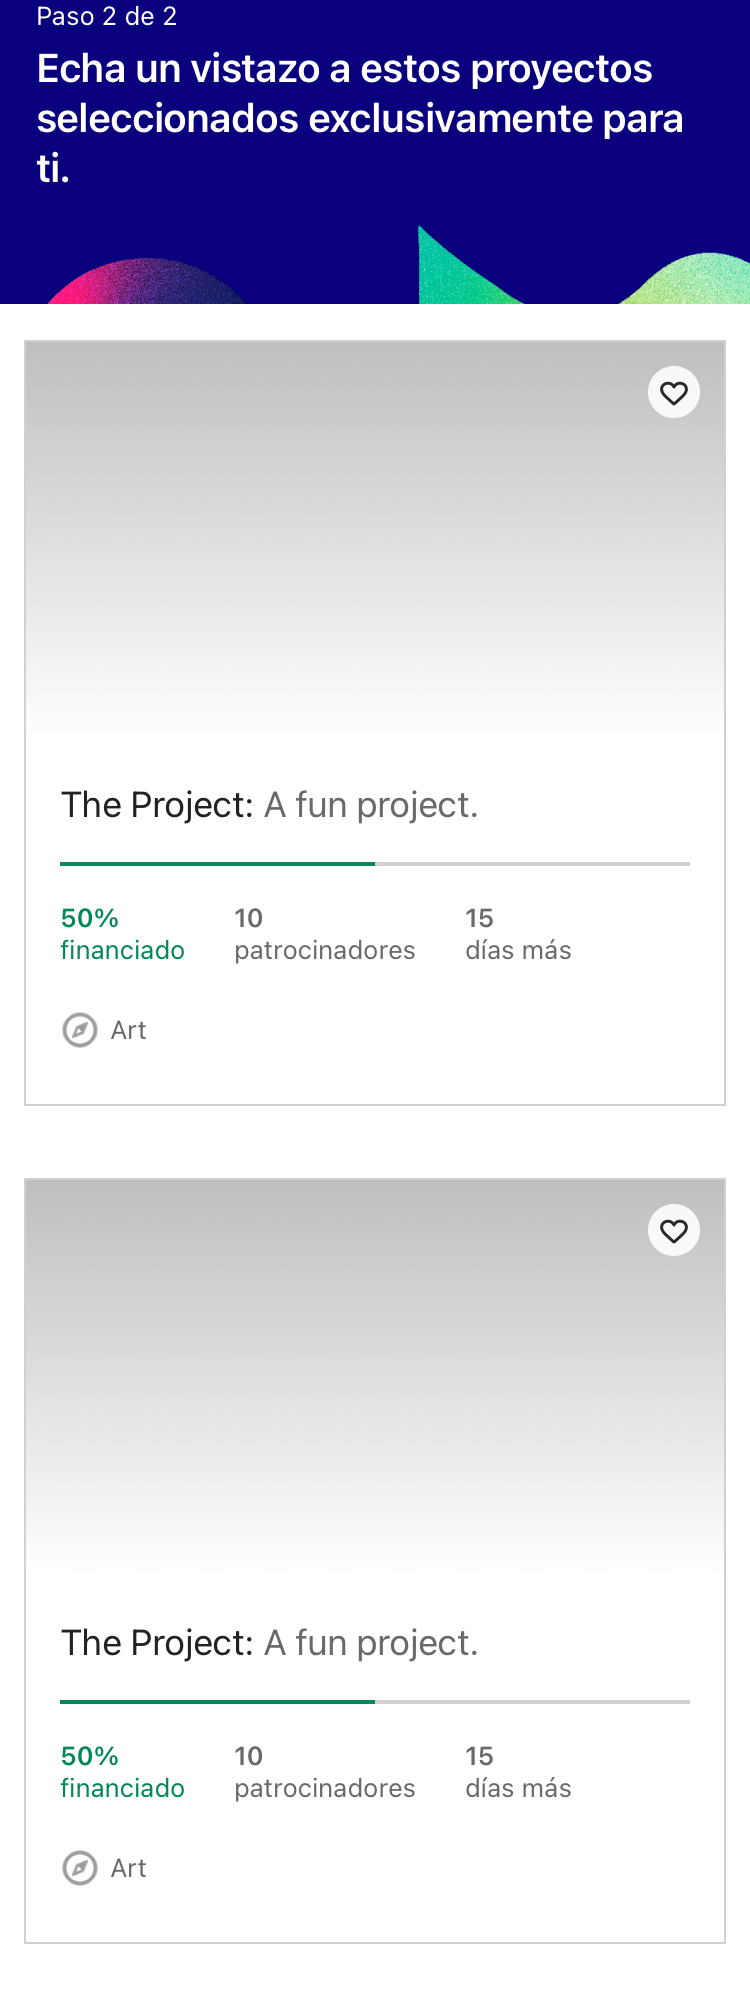 Paso 2 de 2
Echa un vistazo a estos proyectos
seleccionados exclusivamente para
ti.
The Project: A fun project.
50%
financiado
10
patrocinadores
15
días más
Art
The Project: A fun project.
50%
financiado
10
patrocinadores
15
días más
Art